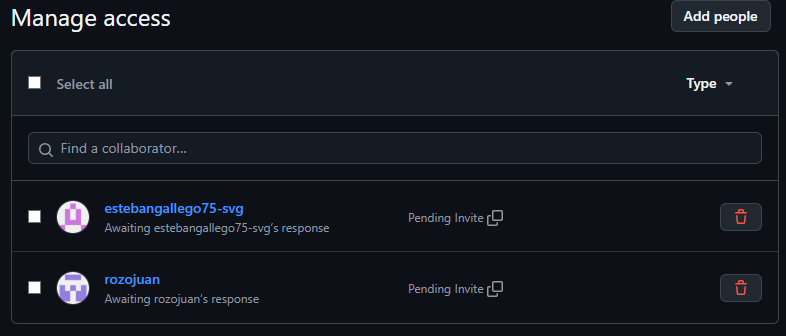 Manage access
Add people
Select all
Type
Find a collaborator...
estebangallego75-svg
Awaiting estebangallego75-svg's response
Pending Invite
rozojuan
Awaiting rozojuan's response
Pending Invite